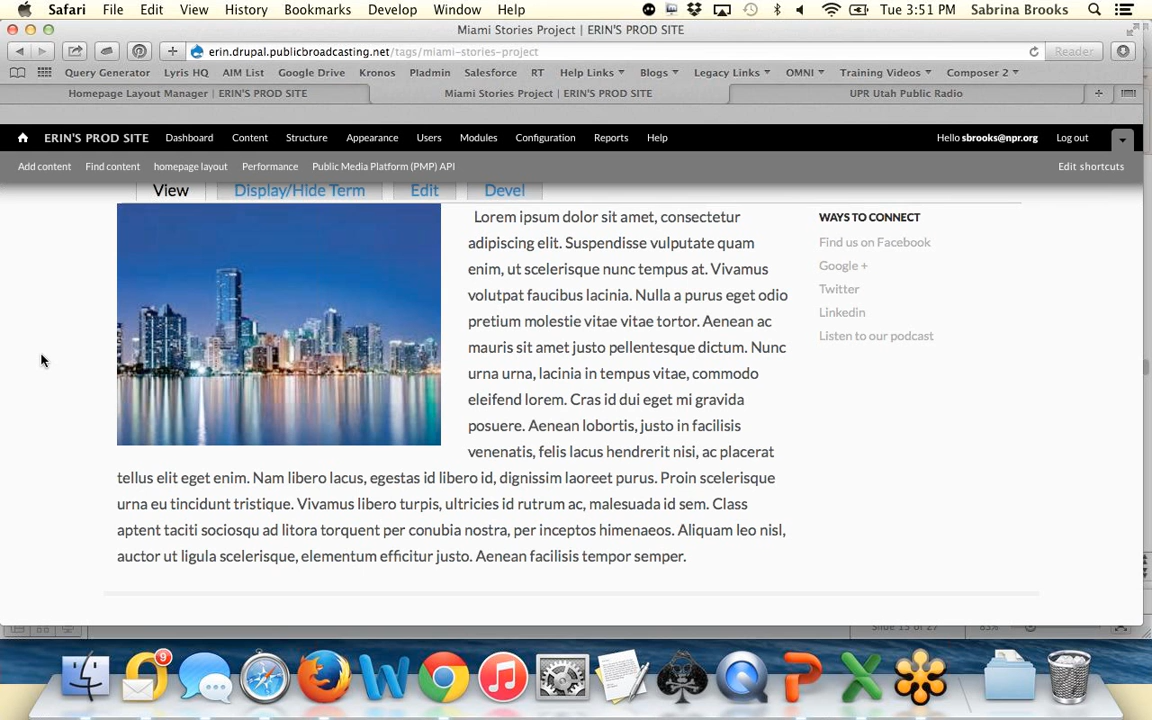 Safari File Edit View History Bookmarks Develop Window Help Tue 3:51 PM Sabrina Brooks
Miami Stories Project | ERIN'S PROD SITE
erin.drupal.publicbroadcasting.net/tags/miami-stories-project Reader
Query Generator Lyris HQ AIM List Google Drive Kronos Pladmin Salesforce RT Help Links Blogs Legacy Links OMNI Training Videos Composer 2
Homepage Layout Manager | ERIN'S PROD SITE Miami Stories Project | ERIN'S PROD SITE UPR Utah Public Radio
ERIN'S PROD SITE Dashboard Content Structure Appearance Users Modules Configuration Reports Help Hello sbrooks@npr.org Log out
Add content Find content homepage layout Performance Public Media Platform (PMP) API Edit shortcuts
View Display/Hide Term Edit Devel
Lorem ipsum dolor sit amet, consectetur
adipiscing elit. Suspendisse vulputate quam
enim, ut scelerisque nunc tempus at. Vivamus
volutpat faucibus lacinia. Nulla a purus eget odio
pretium molestie vitae vitae tortor. Aenean ac
mauris sit amet justo pellentesque dictum. Nunc
urna urna, lacinia in tempus vitae, commodo
eleifend lorem. Cras id dui eget mi gravida
posuere. Aenean lobortis, justo in facilisis
venenatis, felis lacus hendrerit nisi, ac placerat
tellus elit eget enim. Nam libero lacus, egestas id libero id, dignissim laoreet purus. Proin scelerisque
urna eu tincidunt tristique. Vivamus libero turpis, ultricies id rutrum ac, malesuada id sem. Class
aptent taciti sociosqu ad litora torquent per conubia nostra, per inceptos himenaeos. Aliquam leo nisl,
auctor ut ligula scelerisque, elementum efficitur justo. Aenean facilisis tempor semper.
WAYS TO CONNECT
Find us on Facebook
Google +
Twitter
Linkedin
Listen to our podcast
9